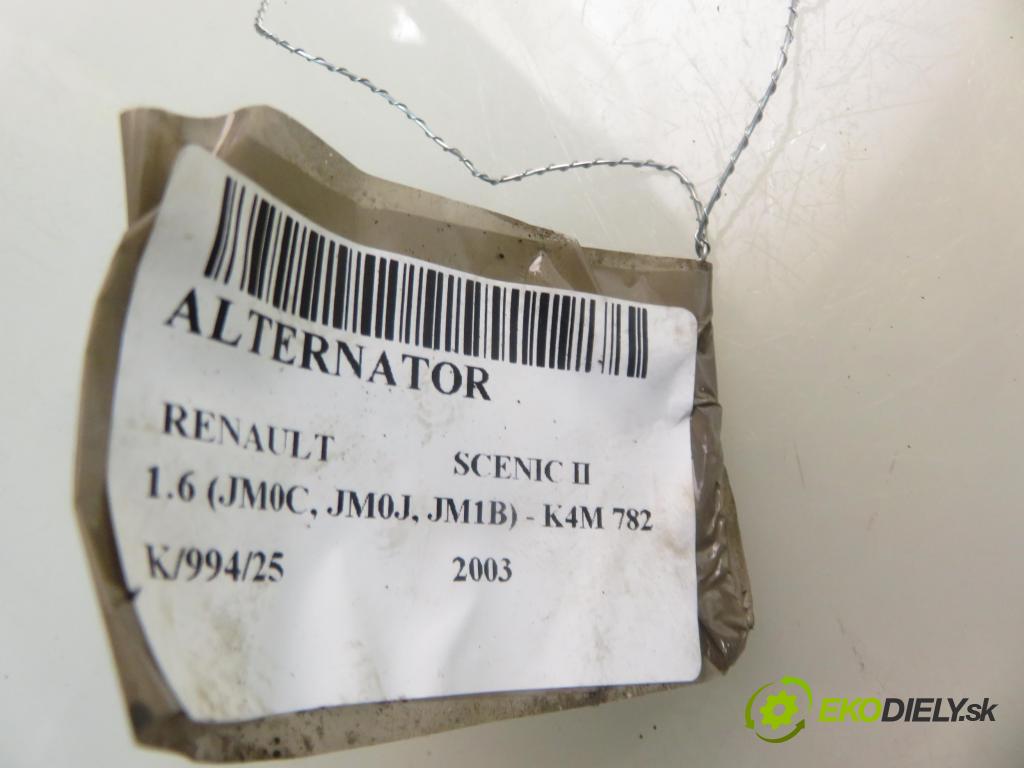 ALTERNATOR
RENAULT SCENIC II
1.6 (JM0C, JM0J, JM1B) - K4M 782
K/994/25 2003
EKODIELY.sk